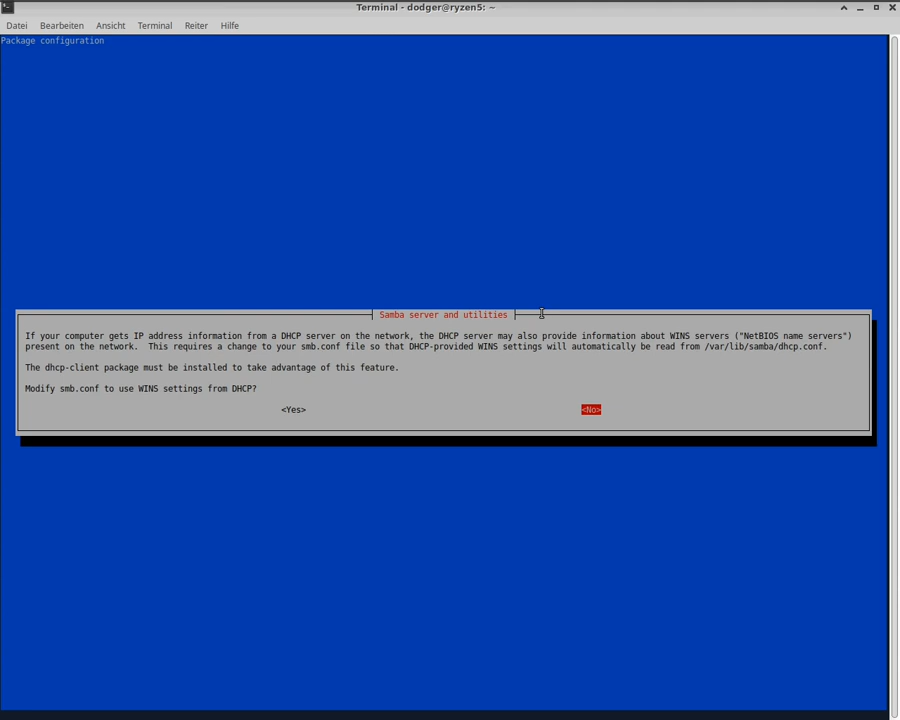 Terminal - dodger@ryzen5: ~
Datei Bearbeiten Ansicht Terminal Reiter Hilfe
Package configuration
Samba server and utilities
If your computer gets IP address information from a DHCP server on the network, the DHCP server may also provide information about WINS servers ("NetBIOS name servers")
present on the network.  This requires a change to your smb.conf file so that DHCP-provided WINS settings will automatically be read from /var/lib/samba/dhcp.conf.
The dhcp-client package must be installed to take advantage of this feature.
Modify smb.conf to use WINS settings from DHCP?
<Yes> <No>